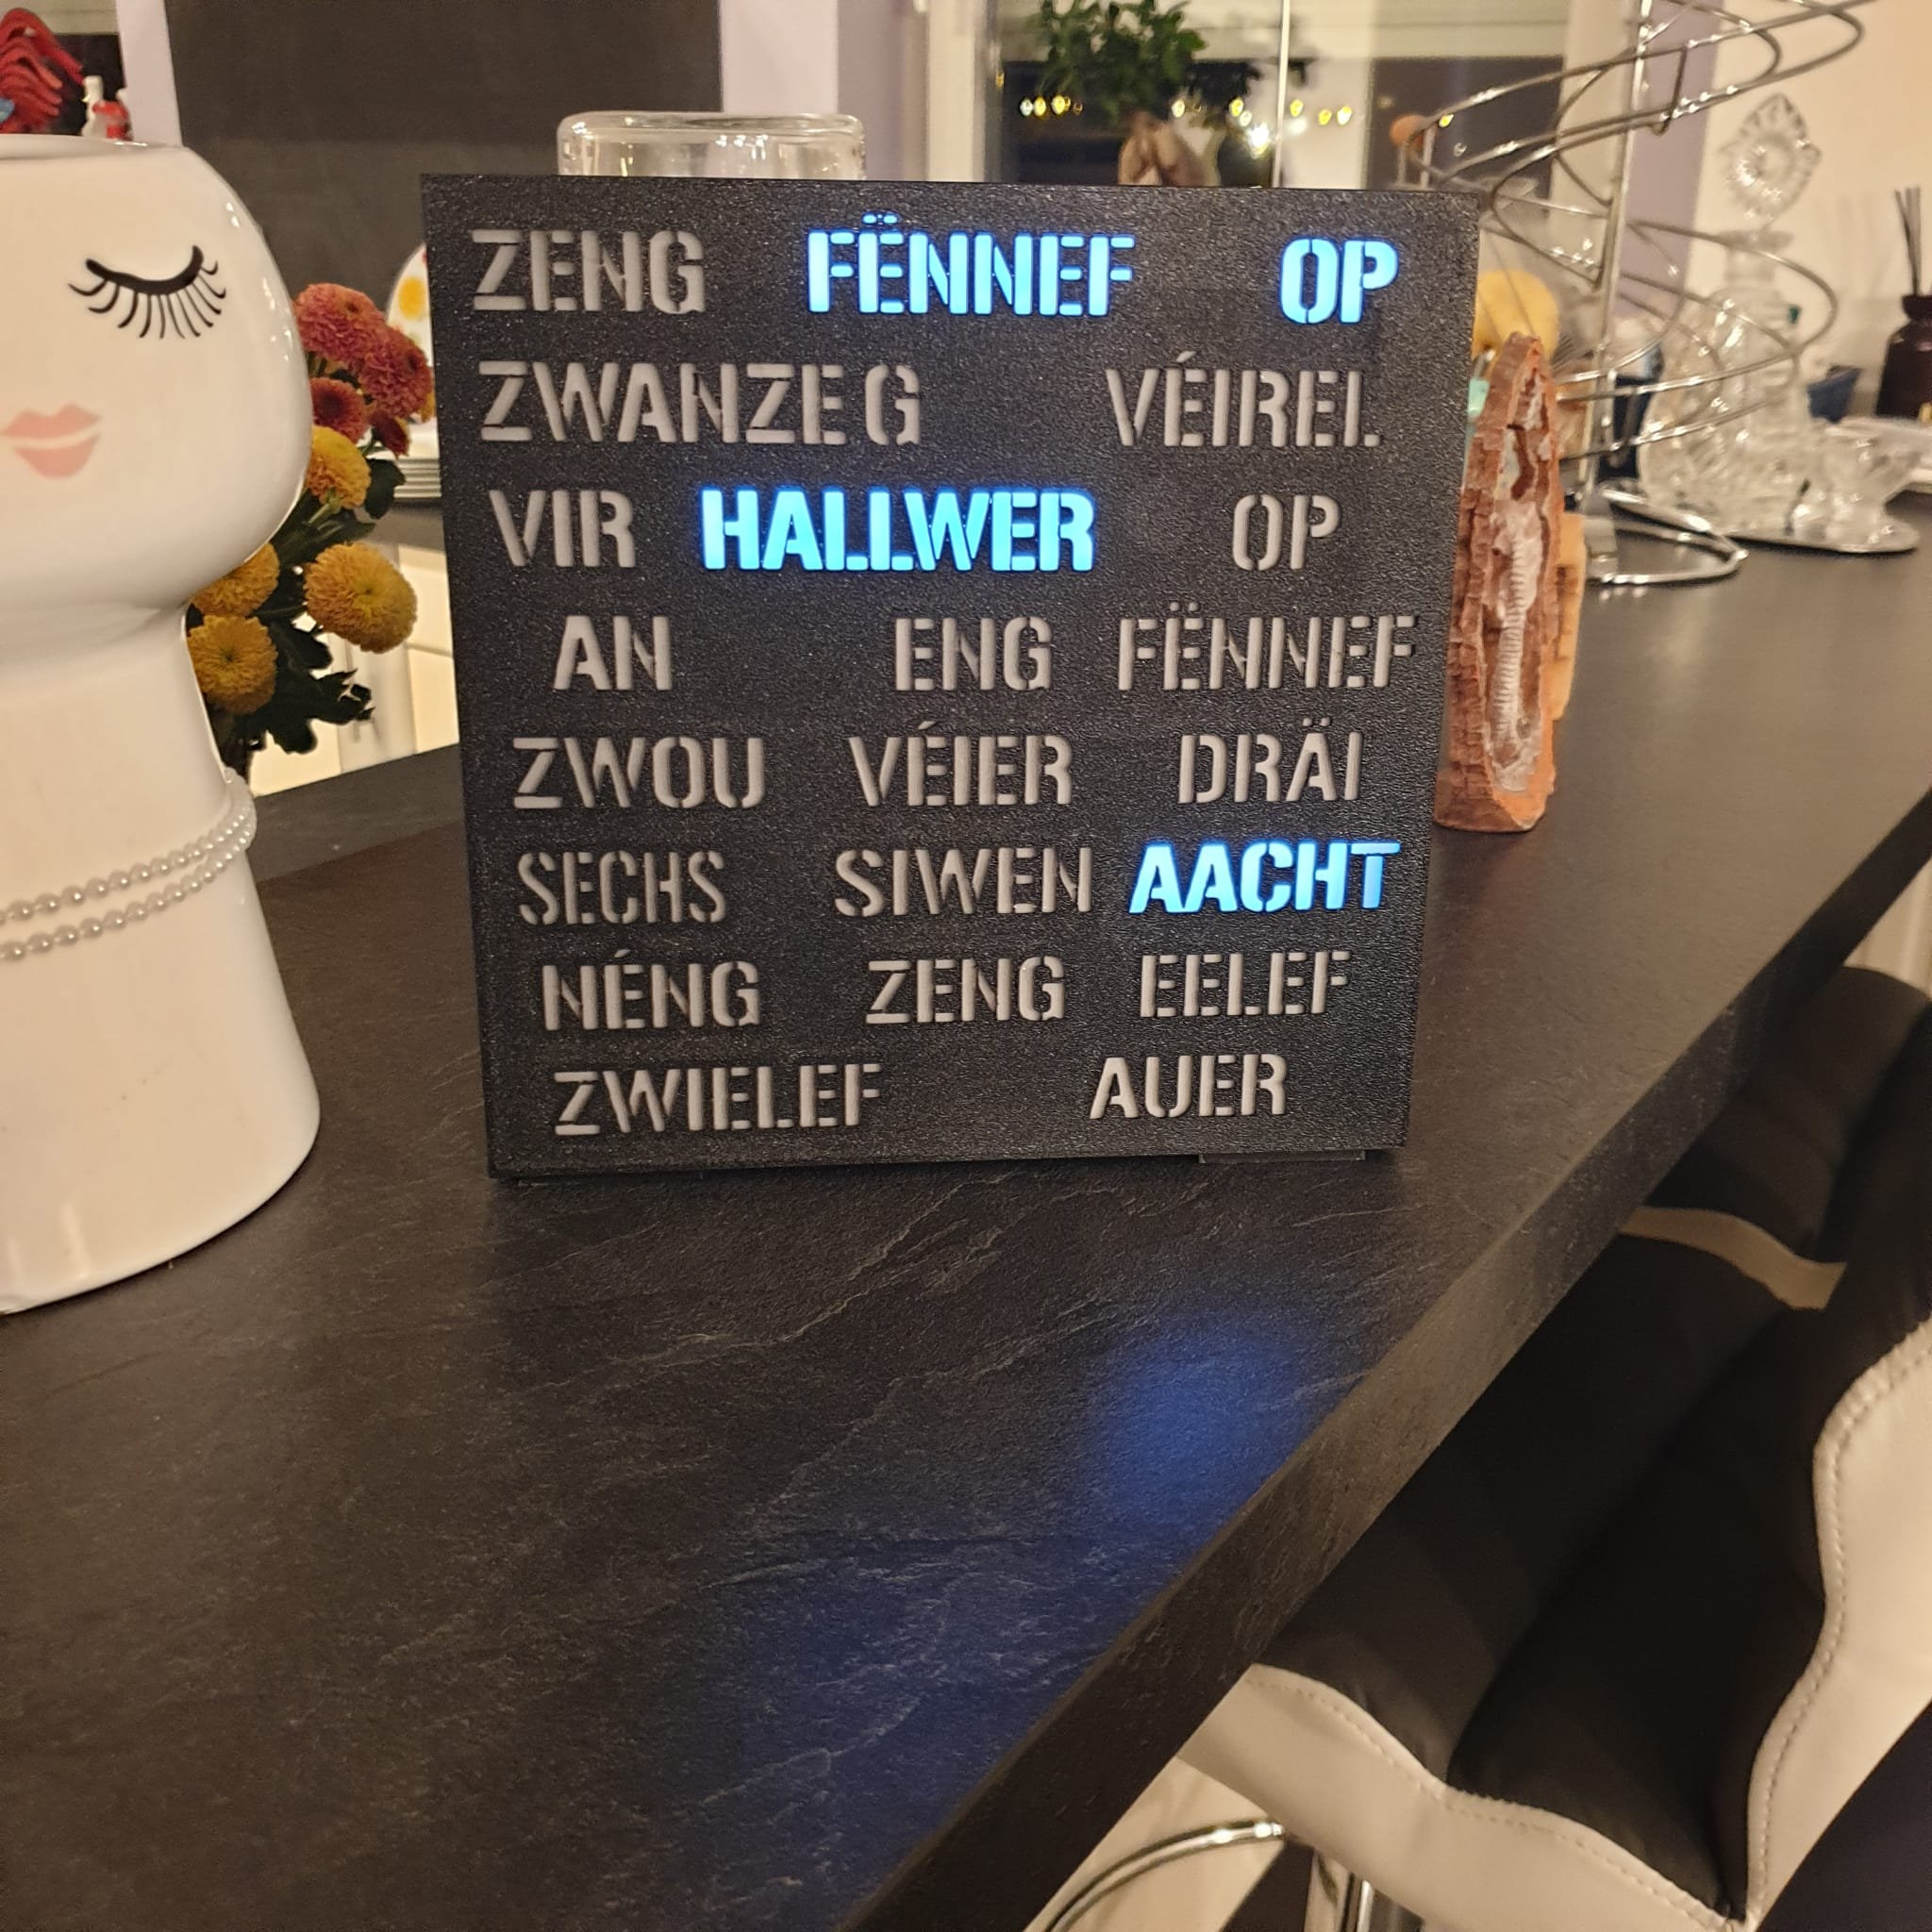 ZENG FËNNEF OP
ZWANZEG VÉIREL
VIR HALLWER OP
AN ENG FËNNEF
ZWOU VÉIER DRÄI
SECHS SIWEN AACHT
NÉNG ZENG EELEF
ZWIELEF AUER